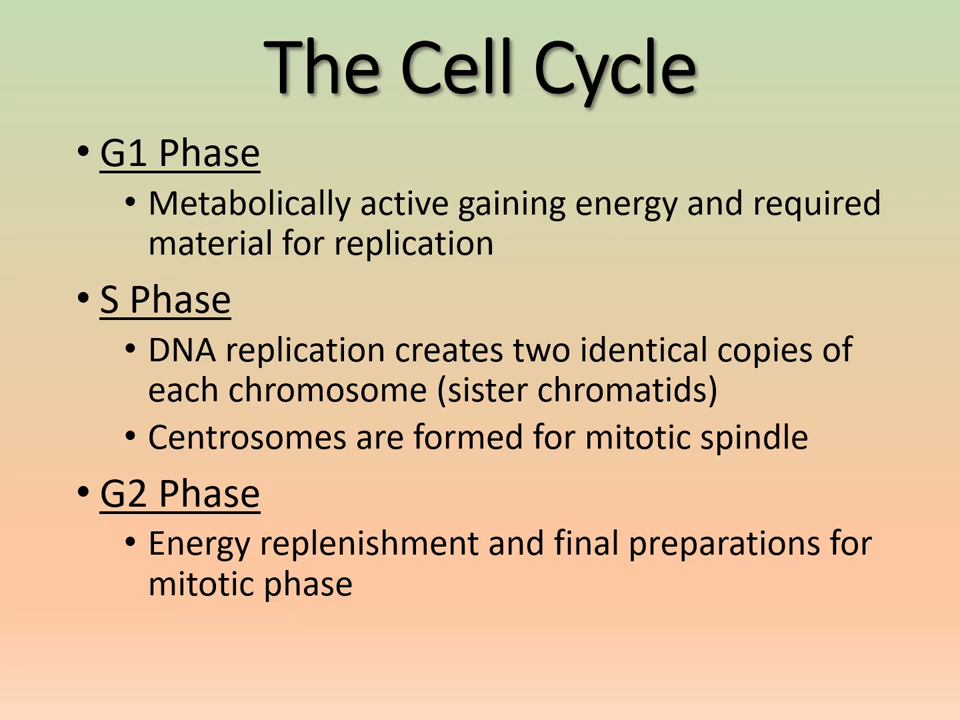 The Cell Cycle
• G1 Phase
• Metabolically active gaining energy and required
material for replication
• S Phase
• DNA replication creates two identical copies of
each chromosome (sister chromatids)
• Centrosomes are formed for mitotic spindle
• G2 Phase
• Energy replenishment and final preparations for
mitotic phase